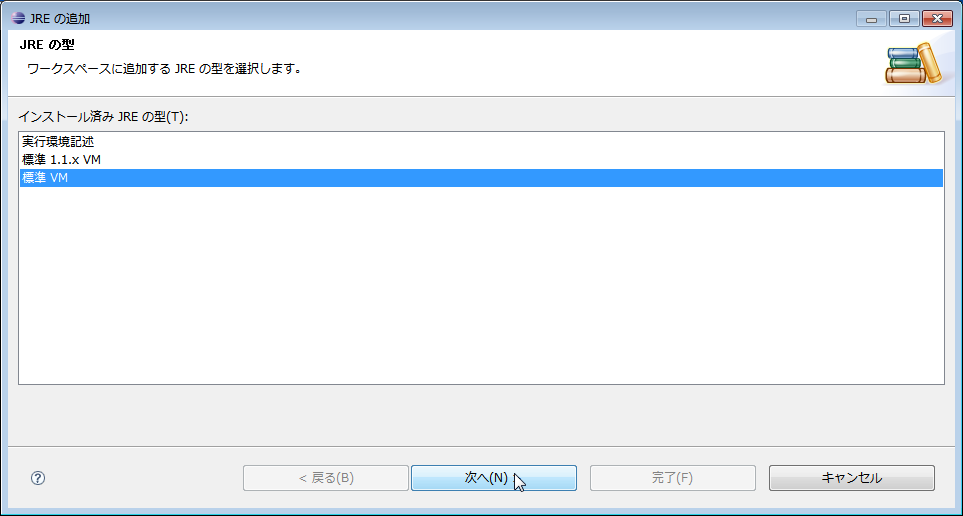 JRE の追加
JRE の型
ワークスペースに追加する JRE の型を選択します。
インストール済み JRE の型(T):
実行環境記述
標準 1.1.x VM
標準 VM
?
< 戻る(B)
次へ(N)
完了(F)
キャンセル